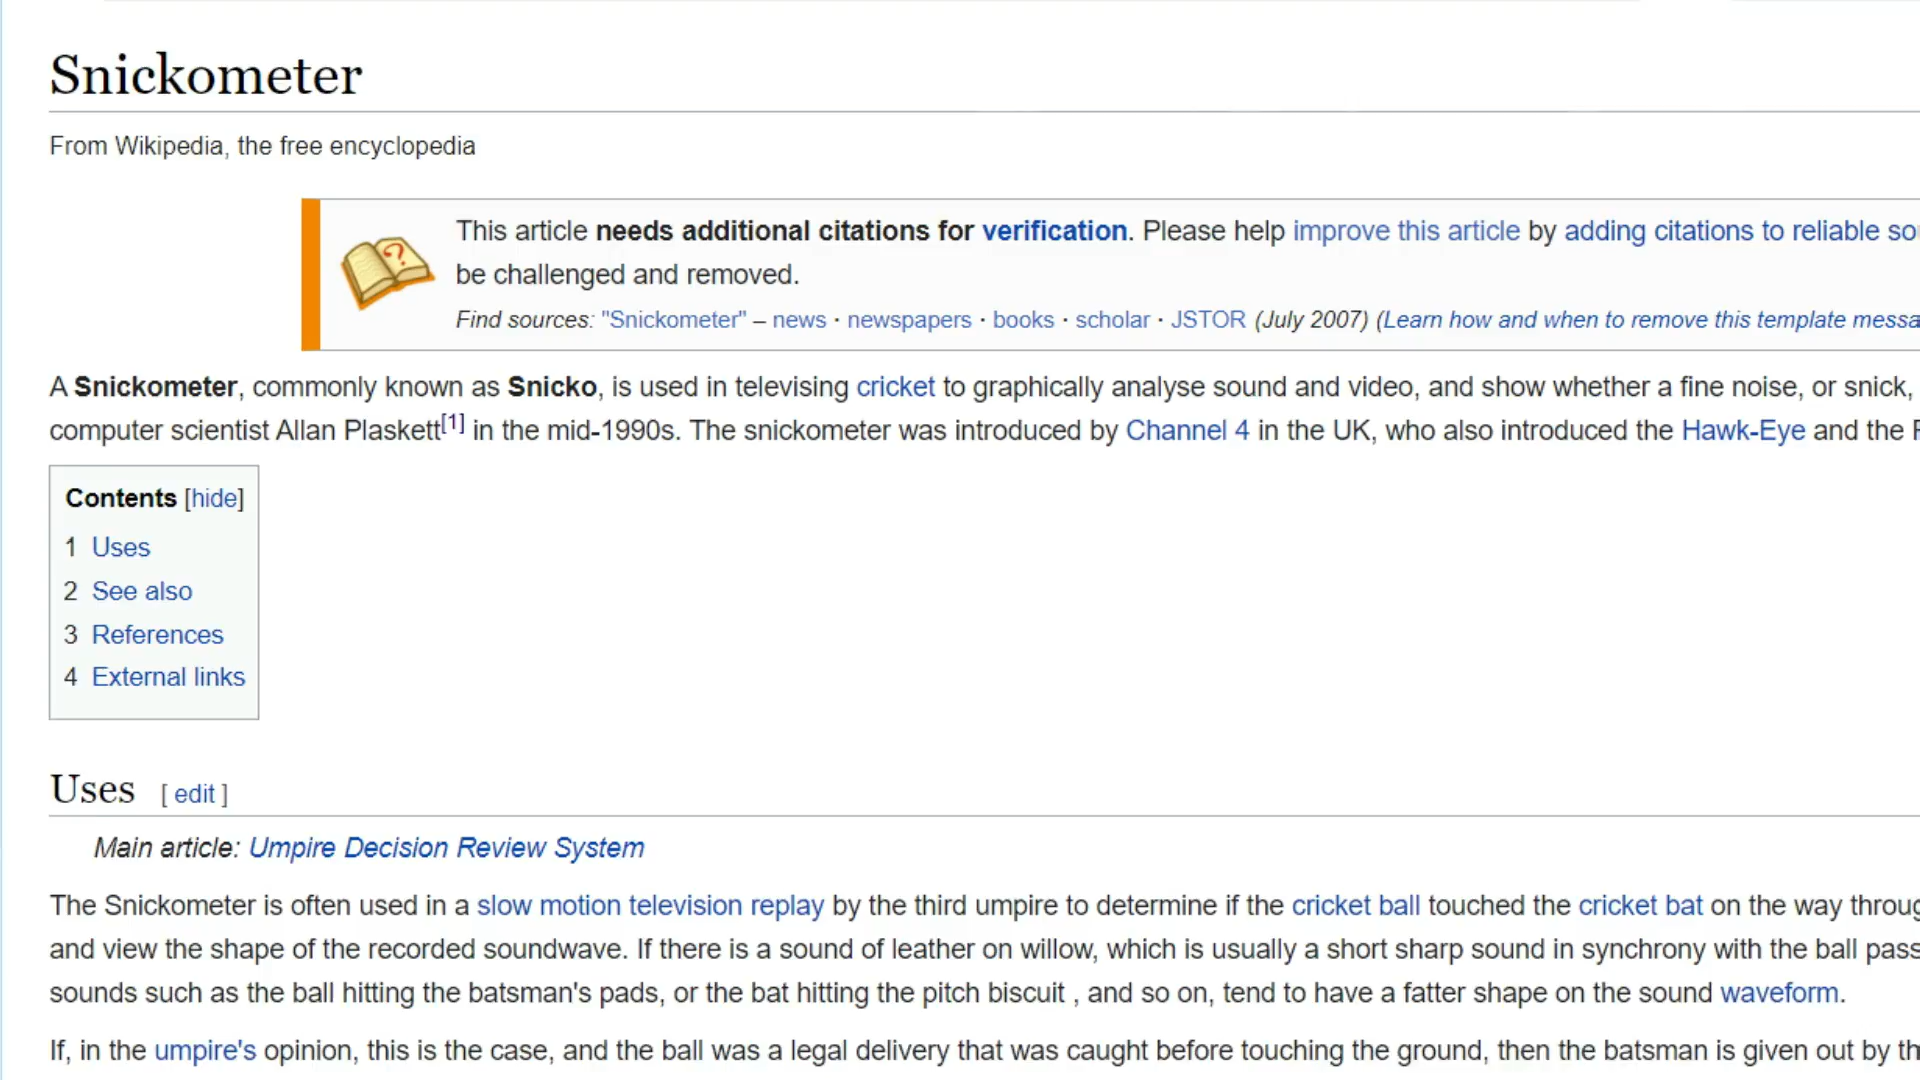 Snickometer
From Wikipedia, the free encyclopedia
This article needs additional citations for verification. Please help improve this article by adding citations to reliable
be challenged and removed.
Find sources: "Snickometer" – news · newspapers · books · scholar · JSTOR (July 2007) (Learn how and when to remove this template
A Snickometer, commonly known as Snicko, is used in televising cricket to graphically analyse sound and video, and show whether a fine noise, or snick,
computer scientist Allan Plaskett[1] in the mid-1990s. The snickometer was introduced by Channel 4 in the UK, who also introduced the Hawk-Eye and the
Contents [hide]
1 Uses
2 See also
3 References
4 External links
Uses [ edit ]
Main article: Umpire Decision Review System
The Snickometer is often used in a slow motion television replay by the third umpire to determine if the cricket ball touched the cricket bat on the way
and view the shape of the recorded soundwave. If there is a sound of leather on willow, which is usually a short sharp sound in synchrony with the ball
sounds such as the ball hitting the batsman's pads, or the bat hitting the pitch biscuit , and so on, tend to have a fatter shape on the sound waveform.
If, in the umpire's opinion, this is the case, and the ball was a legal delivery that was caught before touching the ground, then the batsman is given out by